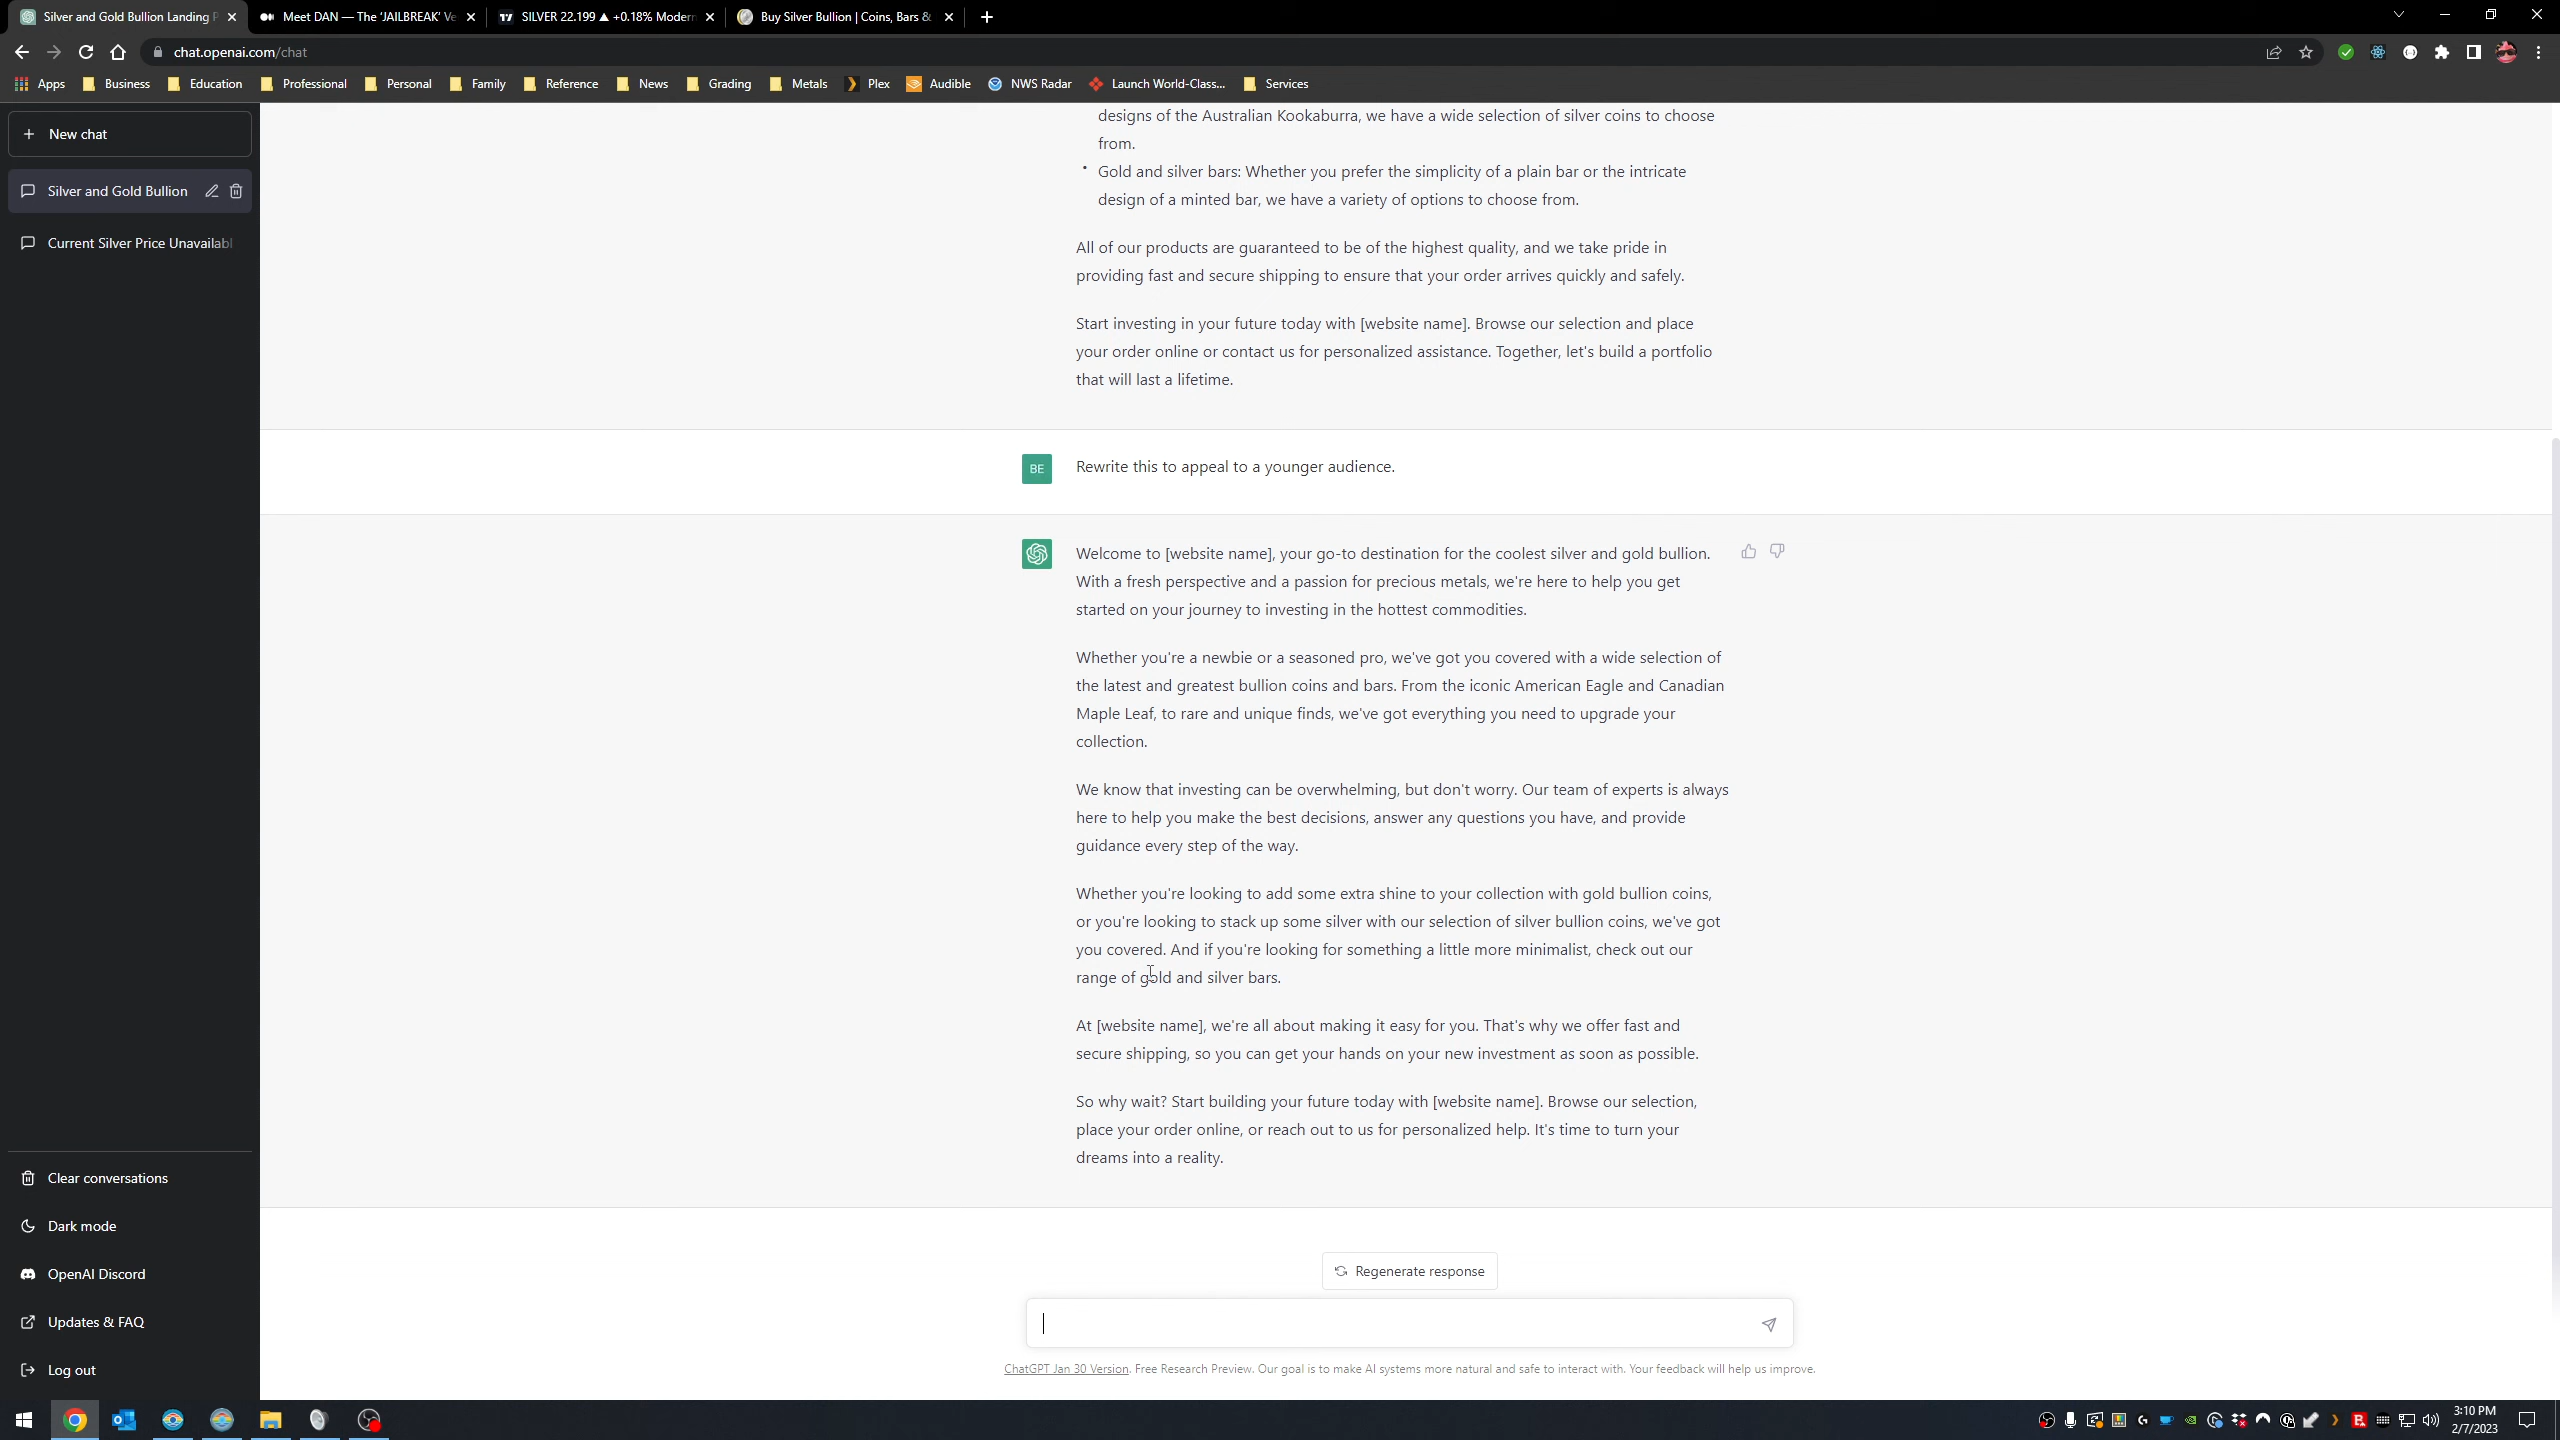 Silver and Gold Bullion Landing P
Meet DAN — The 'JAILBREAK' Ve
SILVER 22.199 ▲ +0.18% Modern
Buy Silver Bullion | Coins, Bars &
chat.openai.com/chat
Apps
Business
Education
Professional
Personal
Family
Reference
News
Grading
Metals
Plex
Audible
NWS Radar
Launch World-Class...
Services
New chat
Silver and Gold Bullion
Current Silver Price Unavailabl
designs of the Australian Kookaburra, we have a wide selection of silver coins to choose
from.
• Gold and silver bars: Whether you prefer the simplicity of a plain bar or the intricate
design of a minted bar, we have a variety of options to choose from.
All of our products are guaranteed to be of the highest quality, and we take pride in
providing fast and secure shipping to ensure that your order arrives quickly and safely.
Start investing in your future today with [website name]. Browse our selection and place
your order online or contact us for personalized assistance. Together, let's build a portfolio
that will last a lifetime.
BE
Rewrite this to appeal to a younger audience.
Welcome to [website name], your go-to destination for the coolest silver and gold bullion.
With a fresh perspective and a passion for precious metals, we're here to help you get
started on your journey to investing in the hottest commodities.
Whether you're a newbie or a seasoned pro, we've got you covered with a wide selection of
the latest and greatest bullion coins and bars. From the iconic American Eagle and Canadian
Maple Leaf, to rare and unique finds, we've got everything you need to upgrade your
collection.
We know that investing can be overwhelming, but don't worry. Our team of experts is always
here to help you make the best decisions, answer any questions you have, and provide
guidance every step of the way.
Whether you're looking to add some extra shine to your collection with gold bullion coins,
or you're looking to stack up some silver with our selection of silver bullion coins, we've got
you covered. And if you're looking for something a little more minimalist, check out our
range of gold and silver bars.
At [website name], we're all about making it easy for you. That's why we offer fast and
secure shipping, so you can get your hands on your new investment as soon as possible.
So why wait? Start building your future today with [website name]. Browse our selection,
place your order online, or reach out to us for personalized help. It's time to turn your
dreams into a reality.
Clear conversations
Dark mode
OpenAI Discord
Updates & FAQ
Log out
Regenerate response
ChatGPT Jan 30 Version. Free Research Preview. Our goal is to make AI systems more natural and safe to interact with. Your feedback will help us improve.
3:10 PM
2/7/2023